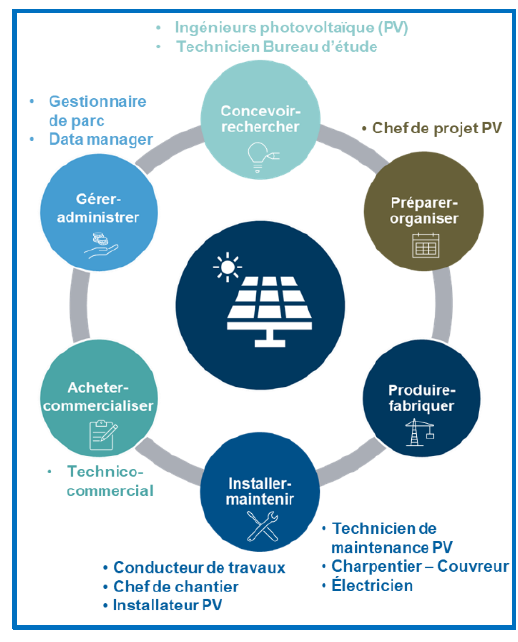 • Ingénieurs photovoltaïque (PV)
• Technicien Bureau d'étude
Concevoir-
rechercher
• Chef de projet PV
Préparer-
organiser
Produire-
fabriquer
Installer-
maintenir
• Technicien de
maintenance PV
• Charpentier – Couvreur
• Électricien
• Conducteur de travaux
• Chef de chantier
• Installateur PV
Acheter-
commercialiser
• Technico-
commercial
Gérer-
administrer
• Gestionnaire
de parc
• Data manager